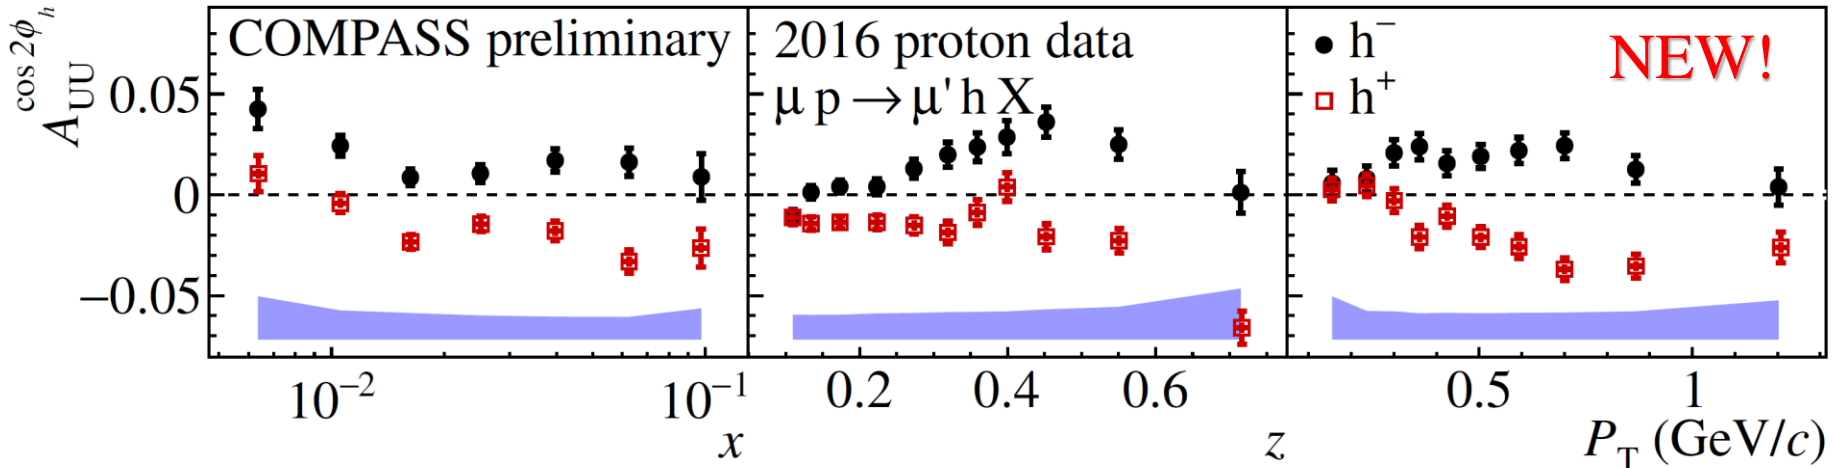 A_UU^{cos 2ϕ_h}
0.05
0
−0.05
COMPASS preliminary
2016 proton data
μ p → μ' h X
h⁻
h⁺
NEW!
10⁻² 10⁻¹
x
0.2 0.4 0.6
z
0.5 1
P_T (GeV/c)